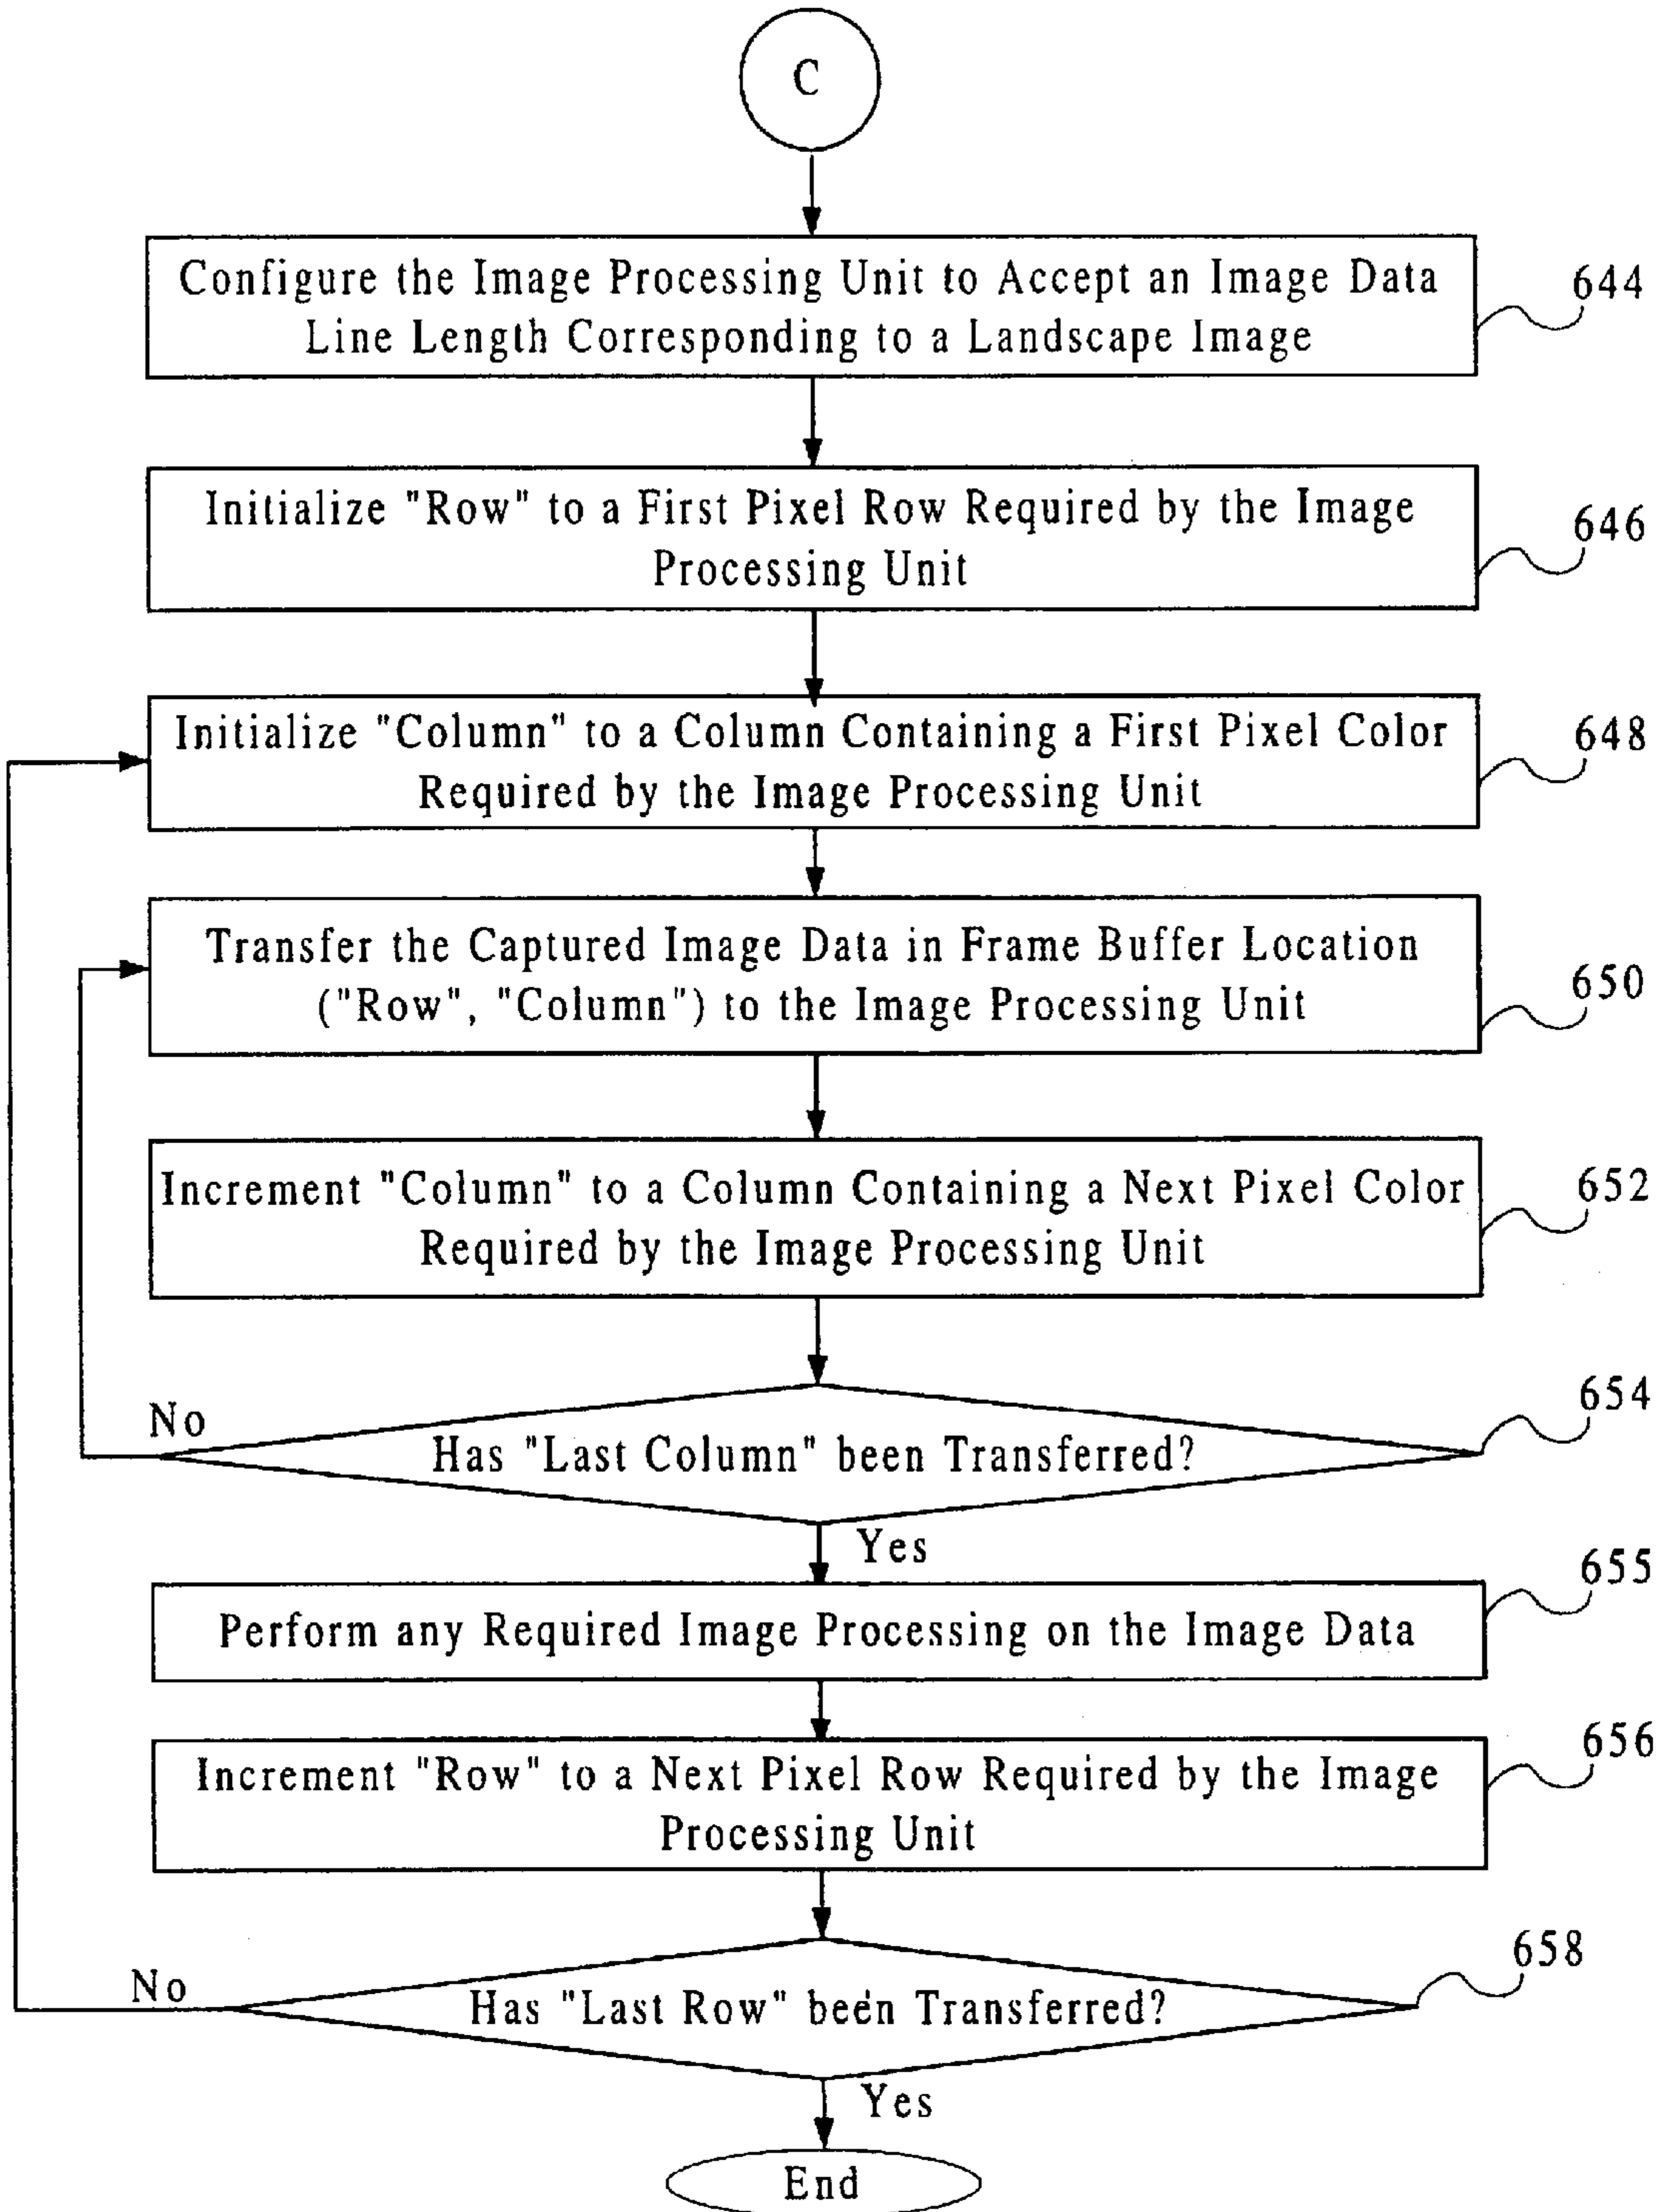 C
Configure the Image Processing Unit to Accept an Image Data
Line Length Corresponding to a Landscape Image
644
Initialize "Row" to a First Pixel Row Required by the Image
Processing Unit
646
Initialize "Column" to a Column Containing a First Pixel Color
Required by the Image Processing Unit
648
Transfer the Captured Image Data in Frame Buffer Location
("Row", "Column") to the Image Processing Unit
650
Increment "Column" to a Column Containing a Next Pixel Color
Required by the Image Processing Unit
652
654
No
Has "Last Column" been Transferred?
Yes
655
Perform any Required Image Processing on the Image Data
656
Increment "Row" to a Next Pixel Row Required by the Image
Processing Unit
658
No
Has "Last Row" been Transferred?
Yes
End